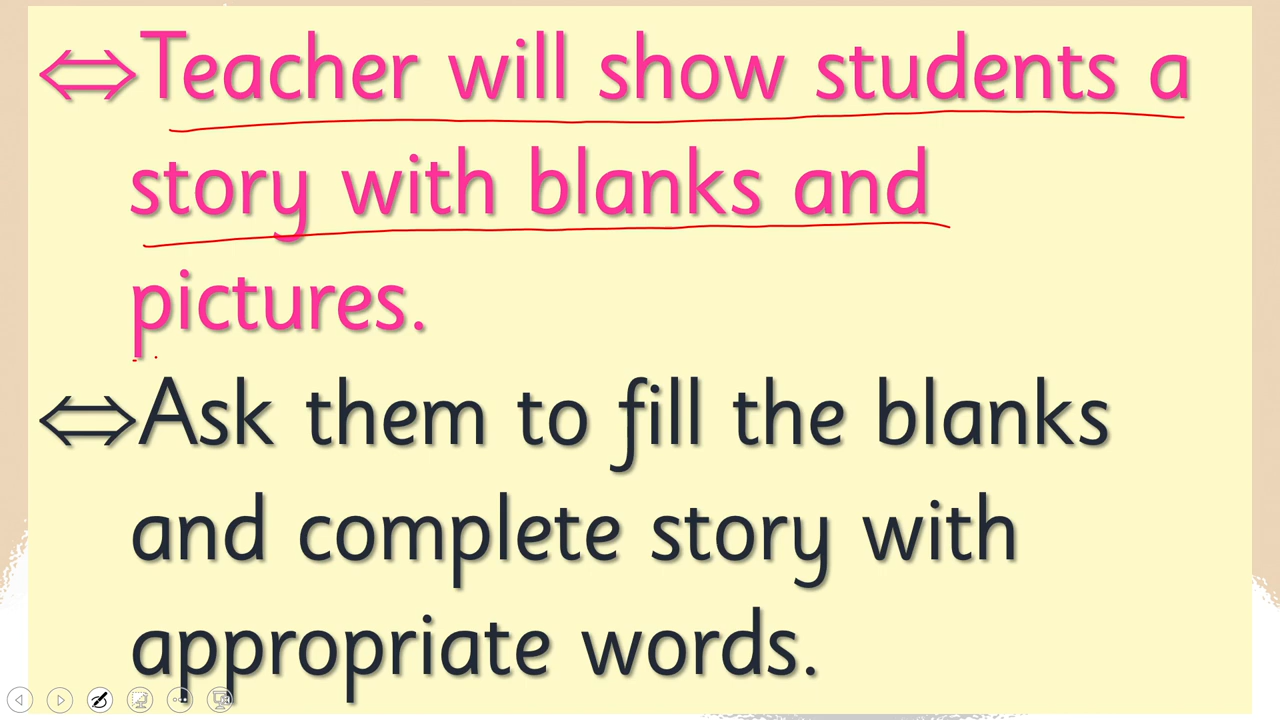 ⇔Teacher will show students a
story with blanks and
pictures.
⇔Ask them to fill the blanks
and complete story with
appropriate words.